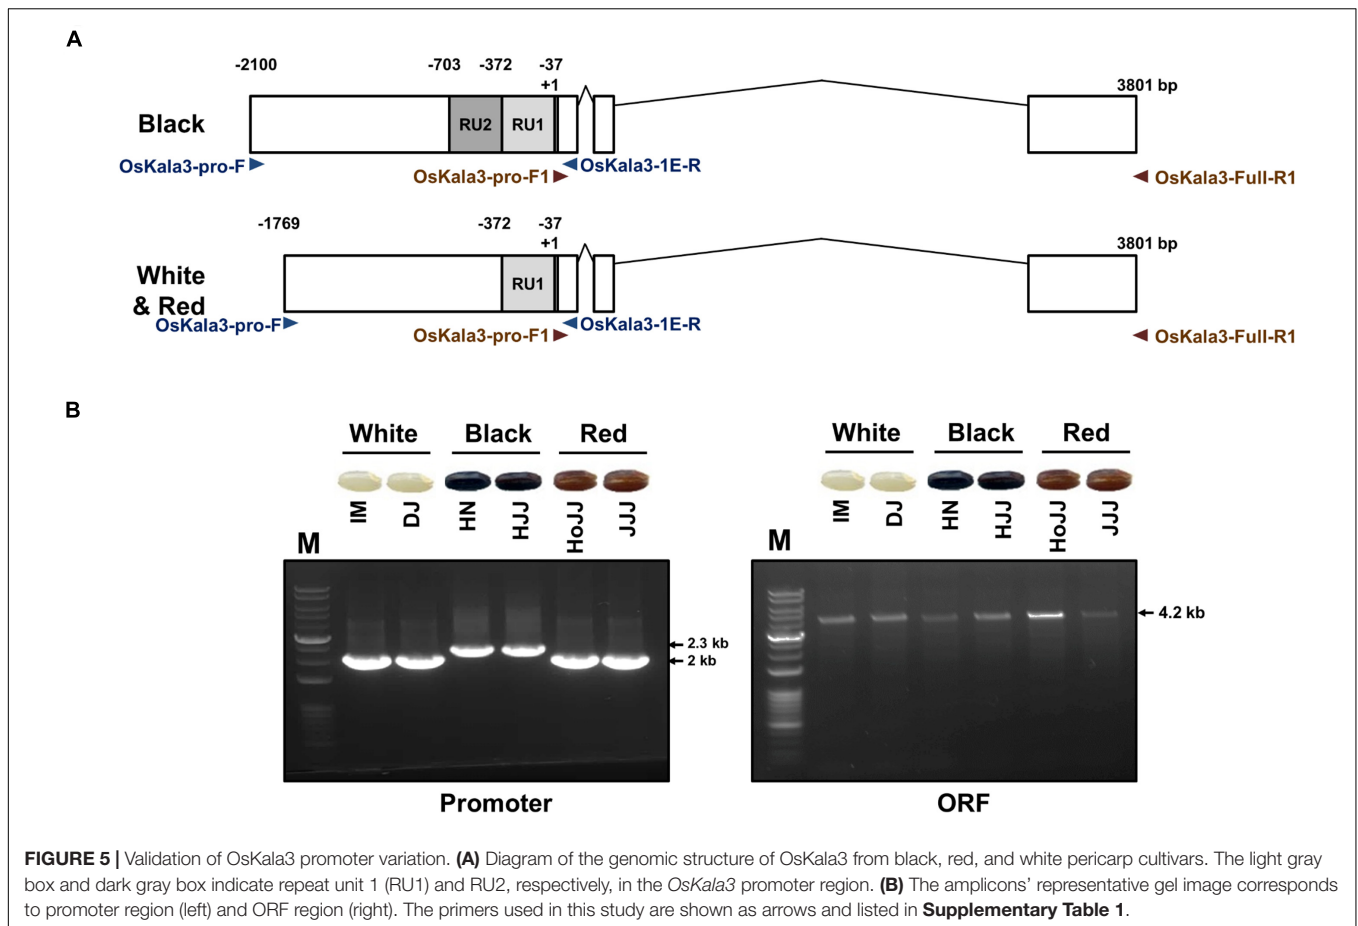 A
-2100
-703 -372 -37
+1
3801 bp
Black
RU2 RU1
OsKala3-pro-F
OsKala3-1E-R
OsKala3-pro-F1
OsKala3-Full-R1
-1769
-372 -37
+1
3801 bp
White
& Red
RU1
OsKala3-pro-F
OsKala3-1E-R
OsKala3-pro-F1
OsKala3-Full-R1
B
White Black Red
IM DJ HN HJJ HoJJ JJJ
M
2.3 kb
2 kb
Promoter
White Black Red
IM DJ HN HJJ HoJJ JJJ
M
4.2 kb
ORF
FIGURE 5 | Validation of OsKala3 promoter variation. (A) Diagram of the genomic structure of OsKala3 from black, red, and white pericarp cultivars. The light gray
box and dark gray box indicate repeat unit 1 (RU1) and RU2, respectively, in the OsKala3 promoter region. (B) The amplicons' representative gel image corresponds
to promoter region (left) and ORF region (right). The primers used in this study are shown as arrows and listed in Supplementary Table 1.